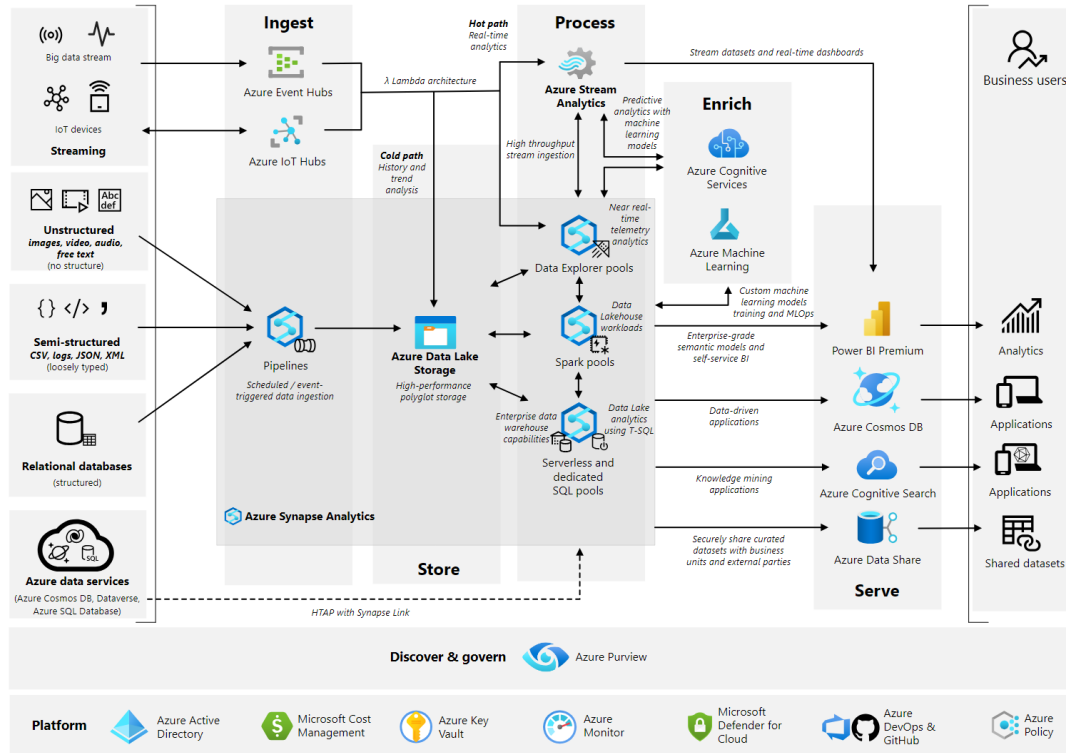 Ingest
Hot path
Real-time
analytics
Process
Big data stream
IoT devices
Streaming
Azure Event Hubs
Azure IoT Hubs
λ Lambda architecture
Cold path
History and
trend
analysis
Azure Stream
Analytics
High throughput
stream ingestion
Predictive
analytics with
machine
learning
models
Stream datasets and real-time dashboards
Enrich
Azure Cognitive
Services
Azure Machine
Learning
Business users
Abc
def
Unstructured
images, video, audio,
free text
(no structure)
{ } </> ,
Semi-structured
CSV, logs, JSON, XML
(loosely typed)
Relational databases
(structured)
SQL
Azure data services
(Azure Cosmos DB, Dataverse,
Azure SQL Database)
Pipelines
Scheduled / event-
triggered data ingestion
Azure Synapse Analytics
Azure Data Lake
Storage
High-performance
polyglot storage
Near real-
time
telemetry
analytics
Data Explorer pools
Data
Lakehouse
workloads
Spark pools
Enterprise data
warehouse
capabilities
Data Lake
analytics
using T-SQL
Serverless and
dedicated
SQL pools
Store
HTAP with Synapse Link
Custom machine
learning models
training and MLOps
Enterprise-grade
semantic models and
self-service BI
Data-driven
applications
Knowledge mining
applications
Securely share curated
datasets with business
units and external parties
Power BI Premium
Azure Cosmos DB
Azure Cognitive Search
Azure Data Share
Serve
Analytics
Applications
Applications
Shared datasets
Discover & govern
Azure Purview
Platform
Azure Active
Directory
Microsoft Cost
Management
Azure Key
Vault
Azure
Monitor
Microsoft
Defender for
Cloud
Azure
DevOps &
GitHub
Azure
Policy